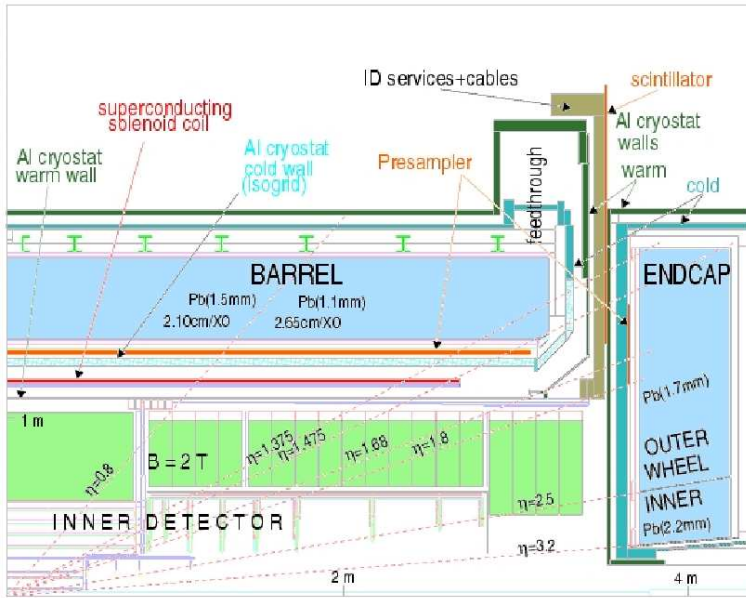 ID services+cables
scintillator
superconducting
solenoid coil
Al cryostat
walls
Al cryostat
warm wall
Al cryostat
cold wall
(Isogrid)
Presampler
feedthrough
warm
cold
BARREL
ENDCAP
Pb(1.5mm)
Pb(1.1mm)
2.10cm/XO
2.65cm/XO
Pb(1.7mm)
1 m
B = 2 T
η=0.8
η=1.375
η=1.475
η=1.68
η=1.8
OUTER
WHEEL
η=2.5
INNER
INNER DETECTOR
Pb(2.2mm)
η=3.2
2 m
4 m